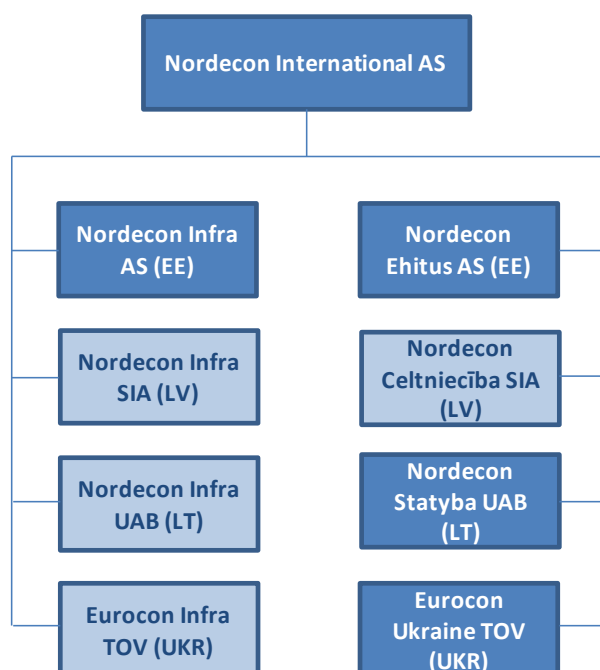 Nordecon International AS
Nordecon Infra
AS (EE)
Nordecon
Ehitus AS (EE)
Nordecon Infra
SIA (LV)
Nordecon
Celtniecība SIA
(LV)
Nordecon Infra
UAB (LT)
Nordecon
Statyba UAB
(LT)
Eurocon Infra
TOV (UKR)
Eurocon
Ukraine TOV
(UKR)